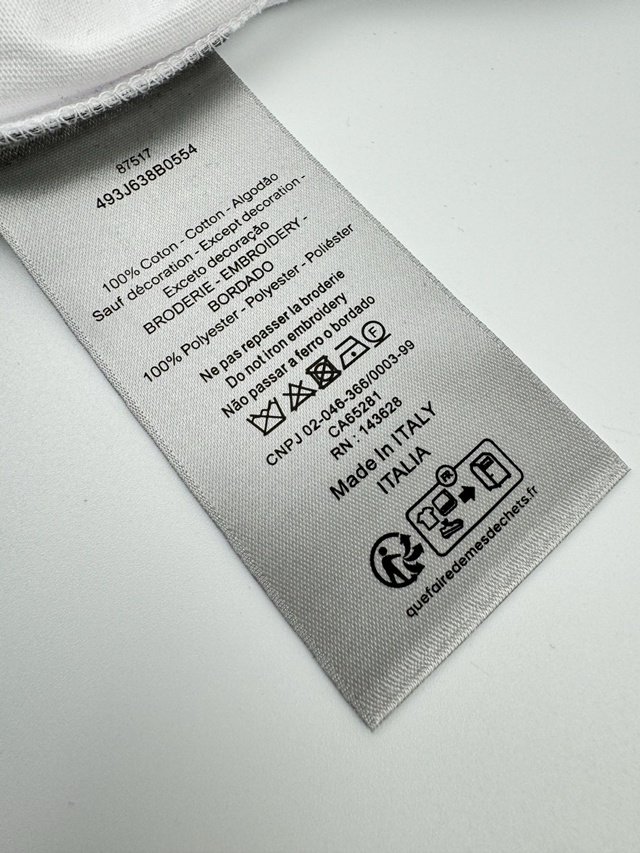 87517
493J638B0554
100% Coton - Cotton - Algodão
Sauf décoration - Except decoration -
Exceto decoração
BRODERIE - EMBROIDERY -
BORDADO
100% Polyester - Polyester - Poliéster
Ne pas repasser la broderie
Do not iron embroidery
Não passar a ferro o bordado
F
CNPJ 02-046-366/0003-99
CA65281
RN : 143628
Made In ITALY
ITALIA
FR
quefairedemesdechets.fr